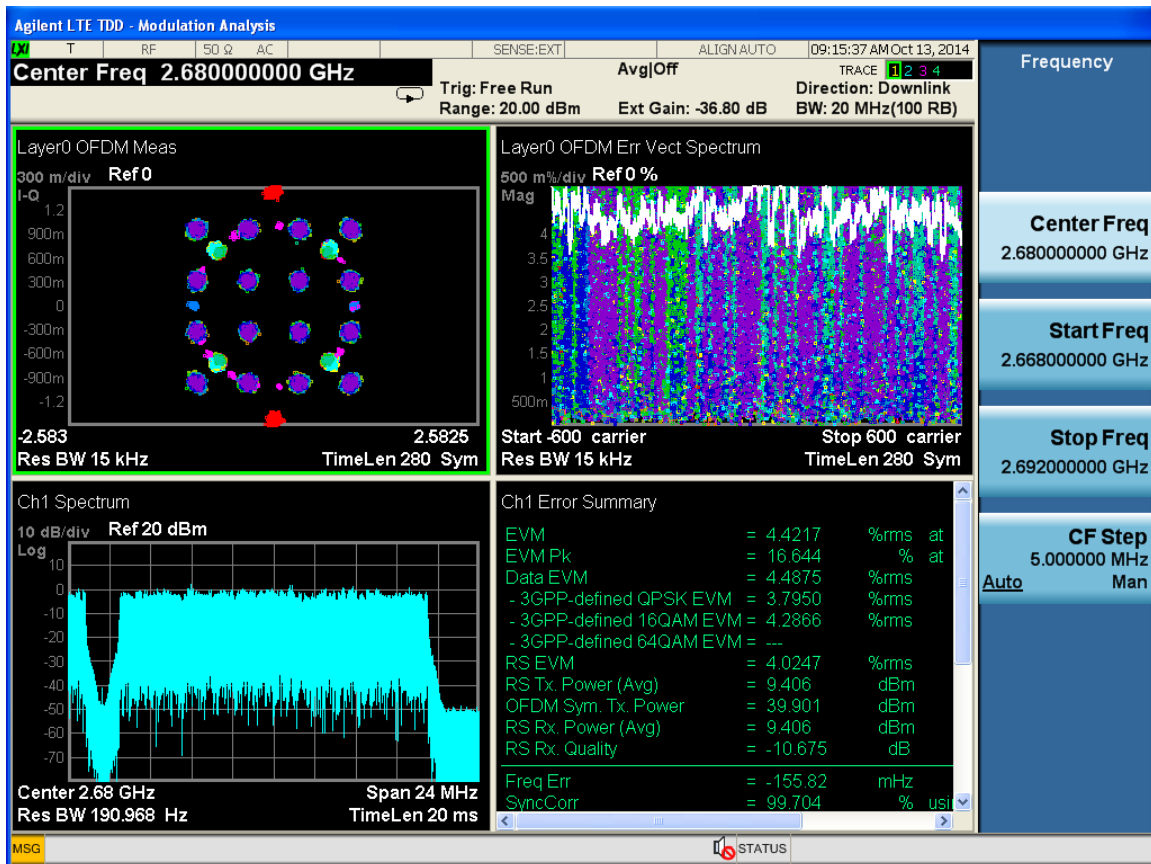 Agilent LTE TDD - Modulation Analysis
LXI T RF 50 Ω AC SENSE:EXT ALIGN AUTO 09:15:37 AM Oct 13, 2014
Center Freq 2.680000000 GHz
Avg|Off
TRACE 1 2 3 4
Trig: Free Run
Direction: Downlink
Range: 20.00 dBm
Ext Gain: -36.80 dB
BW: 20 MHz(100 RB)
Layer0 OFDM Meas
300 m/div Ref 0
I-Q
1.2
900m
600m
300m
0
-300m
-600m
-900m
-1.2
-2.583 2.5825
Res BW 15 kHz TimeLen 280 Sym
Layer0 OFDM Err Vect Spectrum
500 m%/div Ref 0 %
Mag
4
3.5
3
2.5
2
1.5
1
500m
Start -600 carrier Stop 600 carrier
Res BW 15 kHz TimeLen 280 Sym
Ch1 Spectrum
10 dB/div Ref 20 dBm
Log
10
0
-10
-20
-30
-40
-50
-60
-70
Center 2.68 GHz Span 24 MHz
Res BW 190.968 Hz TimeLen 20 ms
Ch1 Error Summary
EVM = 4.4217 %rms at
EVM Pk = 16.644 % at
Data EVM = 4.4875 %rms
- 3GPP-defined QPSK EVM = 3.7950 %rms
- 3GPP-defined 16QAM EVM = 4.2866 %rms
- 3GPP-defined 64QAM EVM = ---
RS EVM = 4.0247 %rms
RS Tx. Power (Avg) = 9.406 dBm
OFDM Sym. Tx. Power = 39.901 dBm
RS Rx. Power (Avg) = 9.406 dBm
RS Rx. Quality = -10.675 dB
Freq Err = -155.82 mHz
SyncCorr = 99.704 % usi
Frequency
Center Freq
2.680000000 GHz
Start Freq
2.668000000 GHz
Stop Freq
2.692000000 GHz
CF Step
5.000000 MHz
Auto Man
MSG STATUS